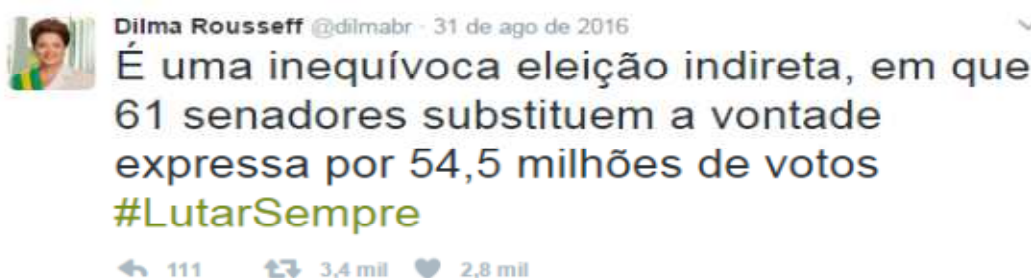 Dilma Rousseff @dilmabr · 31 de ago de 2016
É uma inequívoca eleição indireta, em que
61 senadores substituem a vontade
expressa por 54,5 milhões de votos
#LutarSempre
111 3,4 mil 2,8 mil